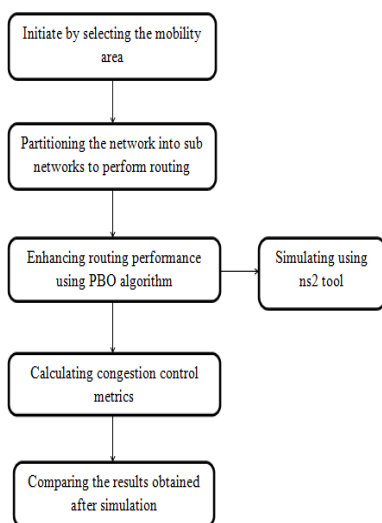 Initiate by selecting the mobility
area
Partitioning the network into sub
networks to perform routing
Enhancing routing performance
using PBO algorithm
Simulating using
ns2 tool
Calculating congestion control
metrics
Comparing the results obtained
after simulation